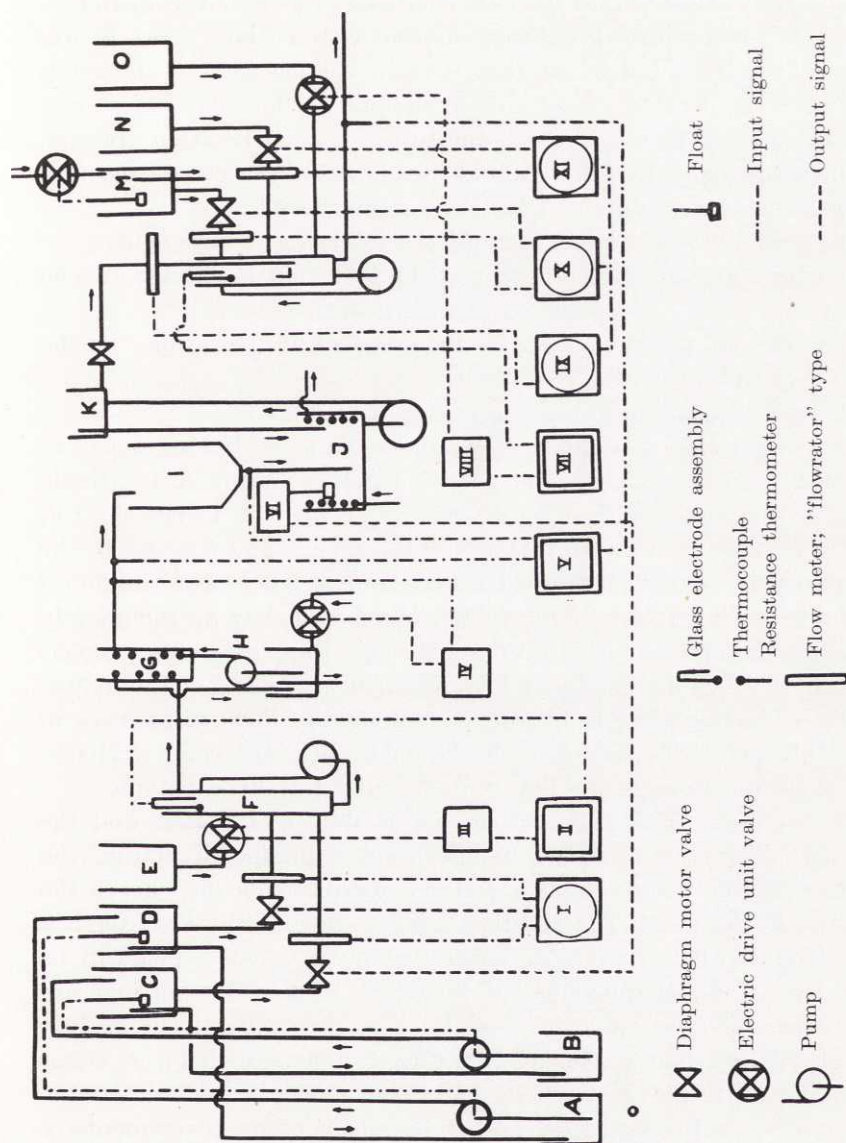 A
B
C
D
E
F
G
H
I
J
K
L
M
N
O
I
II
III
IV
V
VI
VII
VIII
IX
X
XI
Diaphragm motor valve
Electric drive unit valve
Pump
Glass electrode assembly
Thermocouple
Resistance thermometer
Flow meter; "flowrator" type
Float
Input signal
Output signal